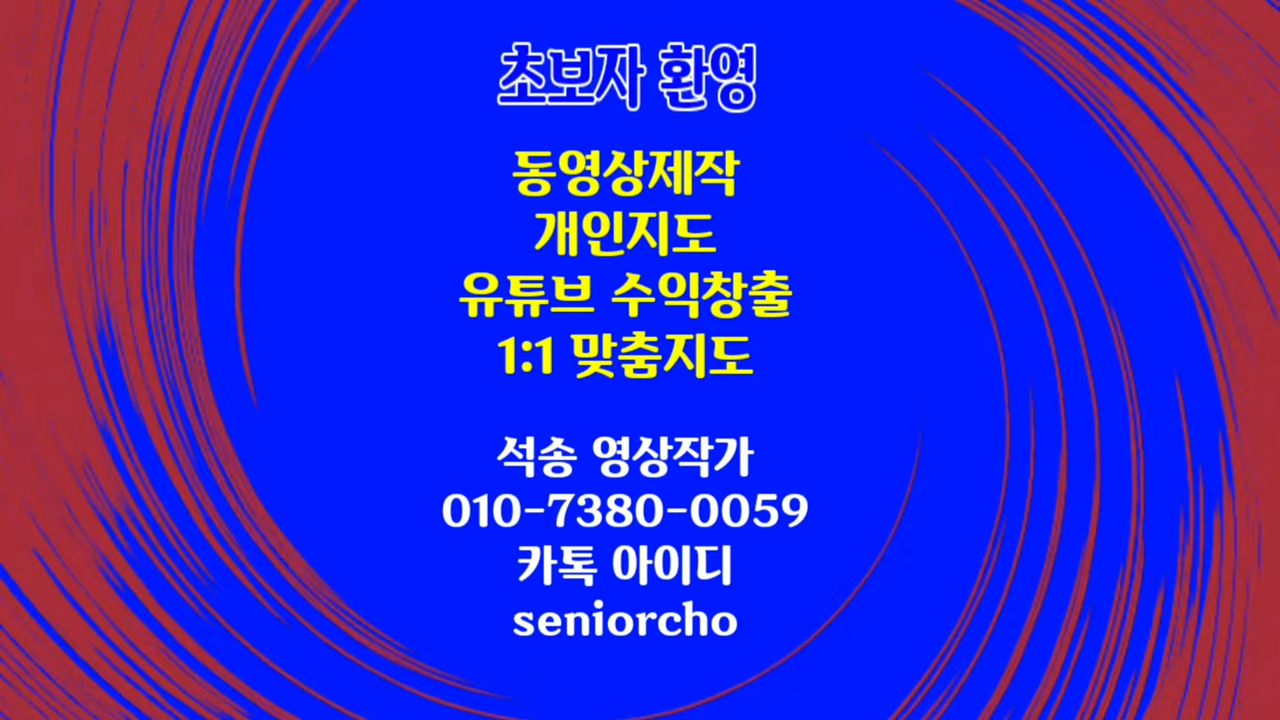 초보자 환영
동영상제작
개인지도
유튜브 수익창출
1:1 맞춤지도
석송 영상작가
010-7380-0059
카톡 아이디
seniorcho